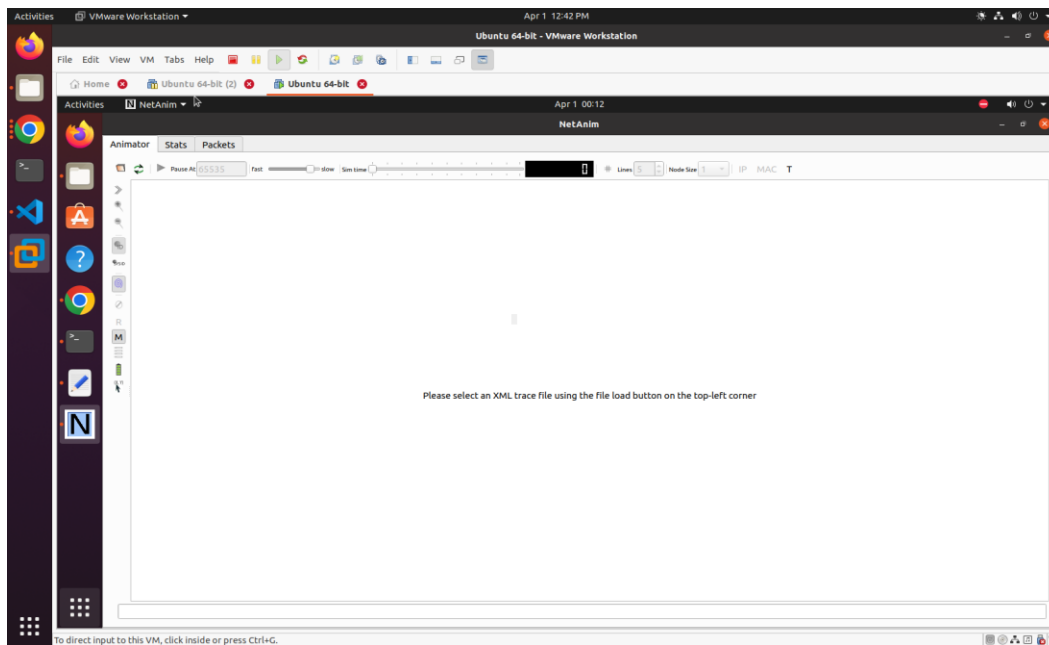 Activities VMware Workstation Apr 1 12:42 PM
Ubuntu 64-bit - VMware Workstation
File Edit View VM Tabs Help
Home Ubuntu 64-bit (2) Ubuntu 64-bit
Activities NetAnim Apr 1 00:12
NetAnim
Animator Stats Packets
Pause At 65535 fast slow Sim time 0 Lines 5 Node Size 1 IP MAC T
R
M
Please select an XML trace file using the file load button on the top-left corner
N
To direct input to this VM, click inside or press Ctrl+G.